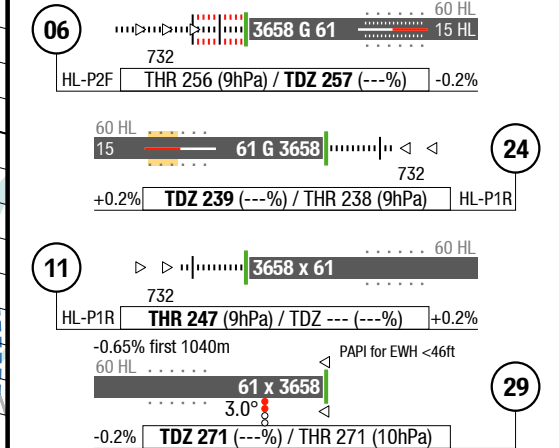 60 HL
06
3658 G 61
15 HL
732
HL-P2F THR 256 (9hPa) / TDZ 257 (---%) -0.2%
60 HL
15
61 G 3658
24
732
+0.2% TDZ 239 (---%) / THR 238 (9hPa) HL-P1R
60 HL
11
3658 x 61
732
HL-P1R THR 247 (9hPa) / TDZ --- (---%) +0.2%
-0.65% first 1040m
PAPI for EWH <46ft
60 HL
61 x 3658
29
3.0°
-0.2% TDZ 271 (---%) / THR 271 (10hPa)